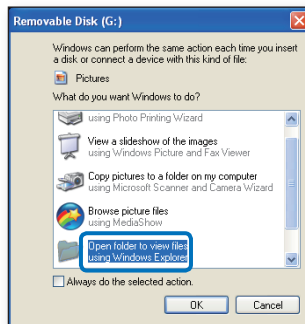 Removable Disk (G:)
Windows can perform the same action each time you insert
a disk or connect a device with this kind of file:
Pictures
What do you want Windows to do?
using Photo Printing Wizard
View a slideshow of the images
using Windows Picture and Fax Viewer
Copy pictures to a folder on my computer
using Microsoft Scanner and Camera Wizard
Browse picture files
using MediaShow
Open folder to view files
using Windows Explorer
Always do the selected action.
OK
Cancel